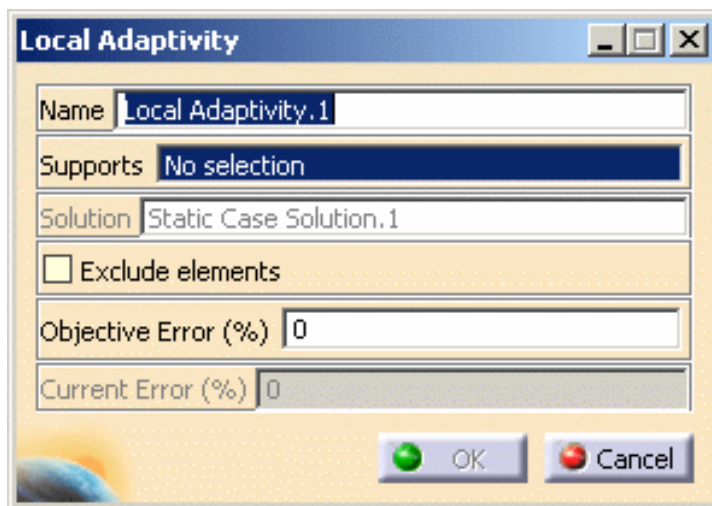 Local Adaptivity
Name Local Adaptivity.1
Supports No selection
Solution Static Case Solution.1
Exclude elements
Objective Error (%) 0
Current Error (%) 0
OK Cancel